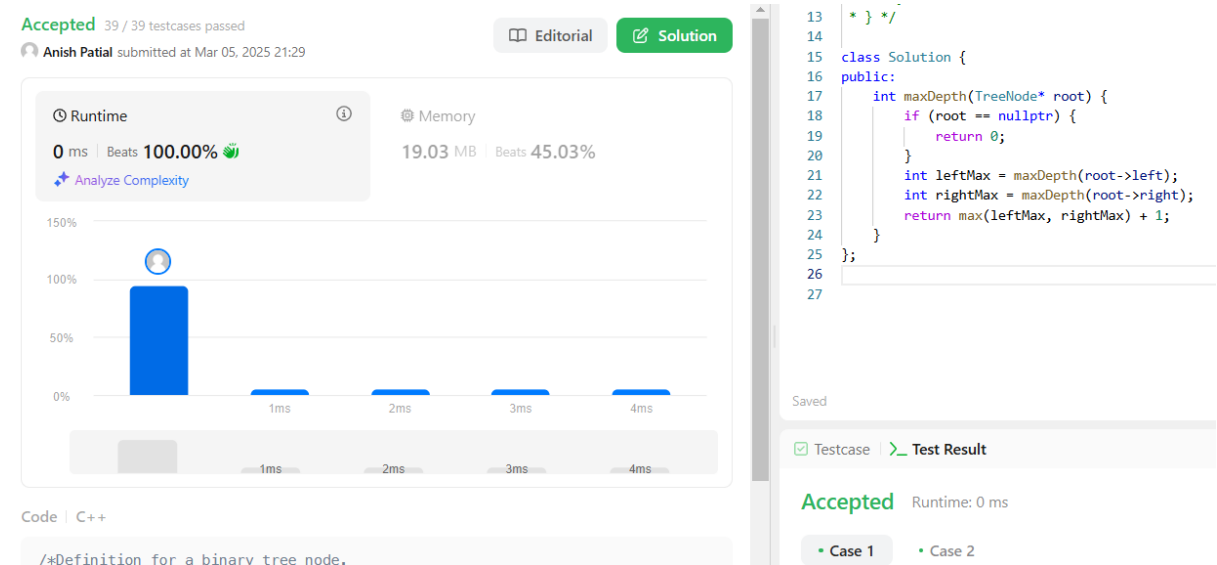 Accepted 39 / 39 testcases passed
Editorial
Solution
Anish Patial submitted at Mar 05, 2025 21:29
Runtime
0 ms Beats 100.00%
Analyze Complexity
Memory
19.03 MB Beats 45.03%
150%
100%
50%
0%
1ms 2ms 3ms 4ms
1ms 2ms 3ms 4ms
Code C++
/*Definition for a binary tree node.
13 * } */
14
15 class Solution {
16 public:
17 int maxDepth(TreeNode* root) {
18 if (root == nullptr) {
19 return 0;
20 }
21 int leftMax = maxDepth(root->left);
22 int rightMax = maxDepth(root->right);
23 return max(leftMax, rightMax) + 1;
24 }
25 };
26
27
Saved
Testcase Test Result
Accepted Runtime: 0 ms
• Case 1 • Case 2